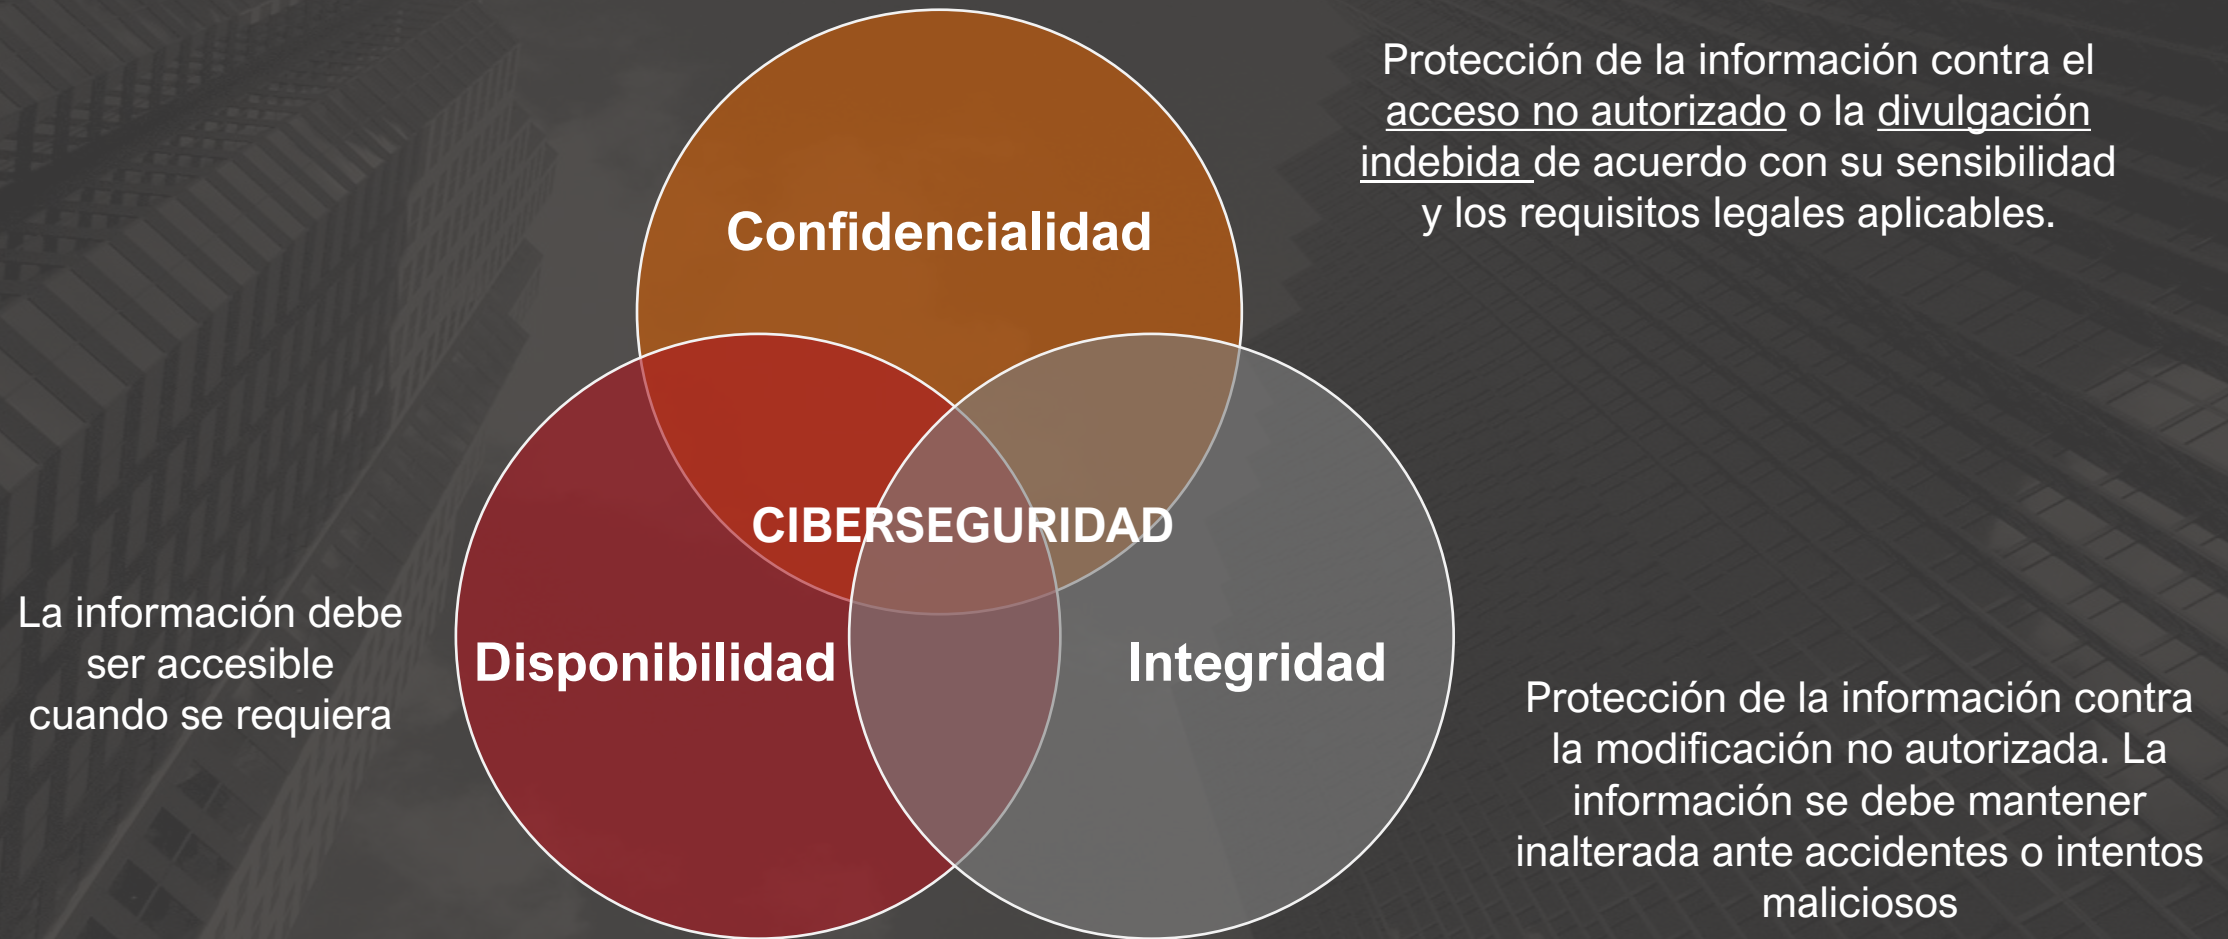 Protección de la información contra el
acceso no autorizado o la divulgación
indebida de acuerdo con su sensibilidad
y los requisitos legales aplicables.
Confidencialidad
CIBERSEGURIDAD
La información debe
ser accesible
cuando se requiera
Disponibilidad
Integridad
Protección de la información contra
la modificación no autorizada. La
información se debe mantener
inalterada ante accidentes o intentos
maliciosos